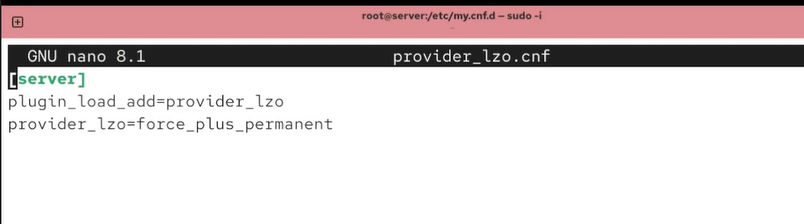 root@server:/etc/my.cnf.d — sudo -i
GNU nano 8.1 provider_lzo.cnf
[server]
plugin_load_add=provider_lzo
provider_lzo=force_plus_permanent